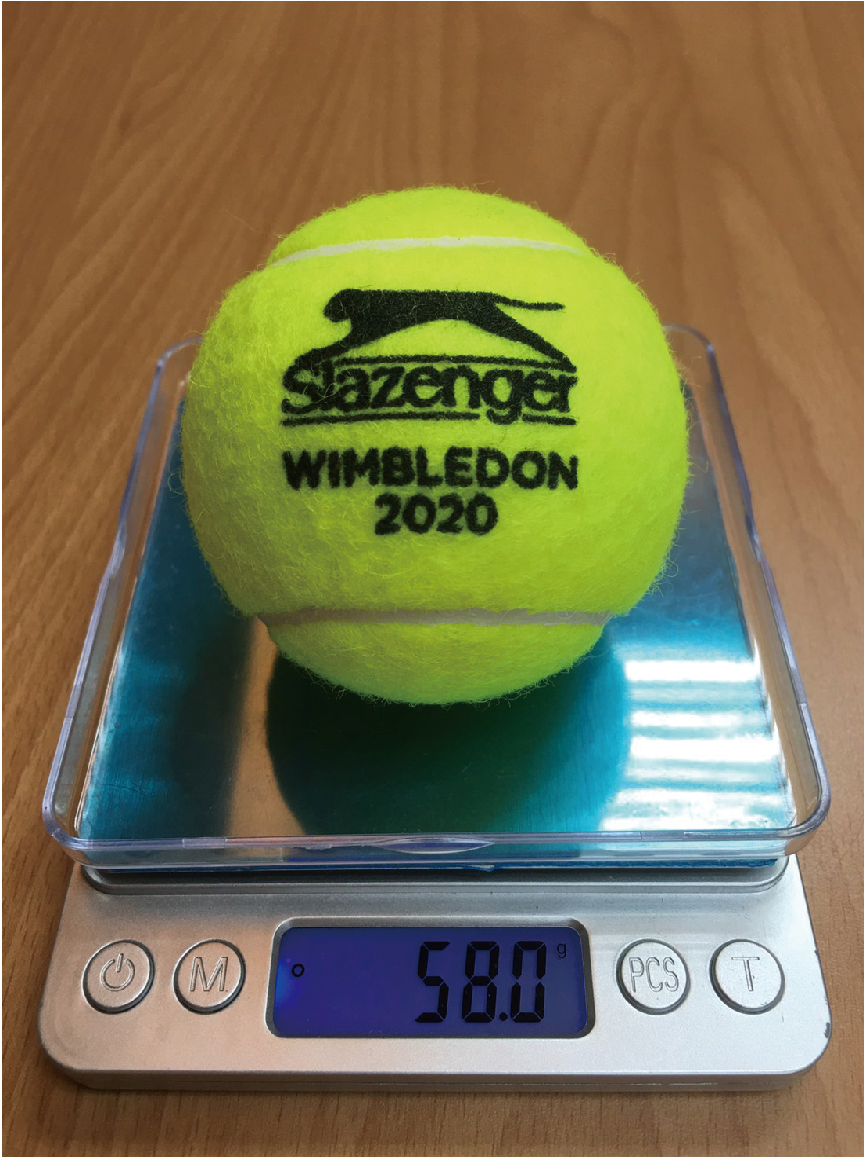 Slazenger
WIMBLEDON
2020
58.0 g
M
PCS
T